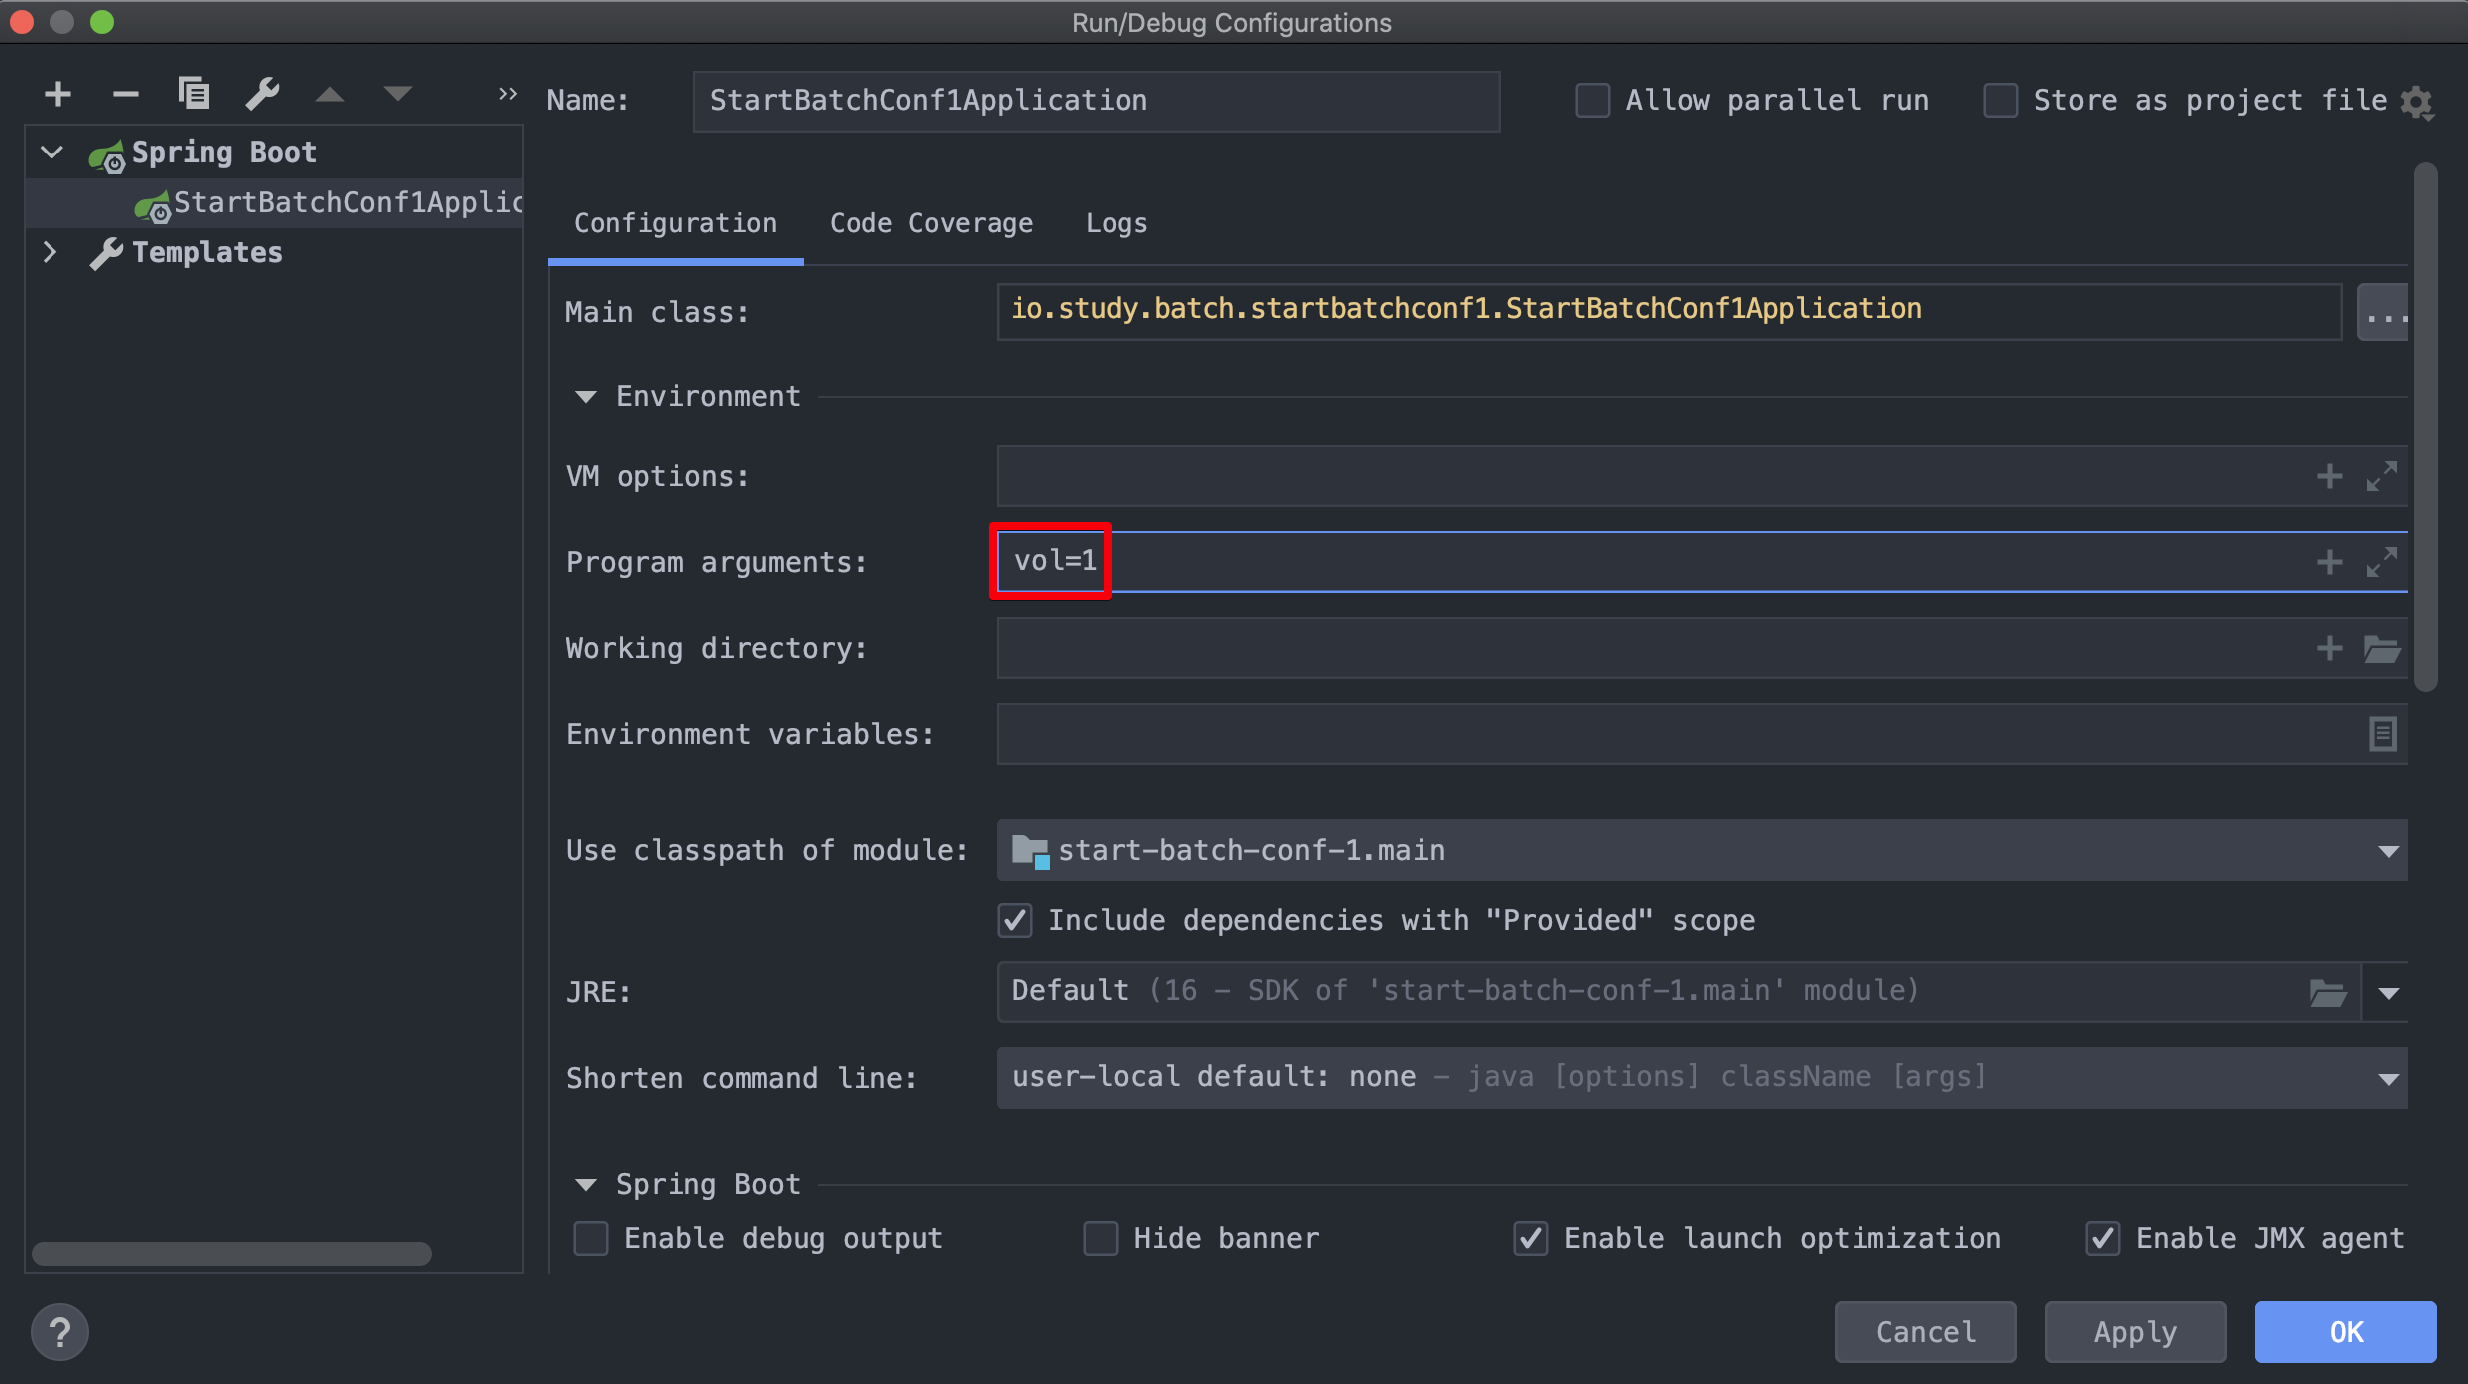 Run/Debug Configurations
Name: StartBatchConf1Application Allow parallel run Store as project file
Spring Boot
StartBatchConf1Applic
Templates
Configuration Code Coverage Logs
Main class: io.study.batch.startbatchconf1.StartBatchConf1Application ...
Environment
VM options:
Program arguments: vol=1
Working directory:
Environment variables:
Use classpath of module: start-batch-conf-1.main
Include dependencies with "Provided" scope
JRE: Default (16 - SDK of 'start-batch-conf-1.main' module)
Shorten command line: user-local default: none - java [options] className [args]
Spring Boot
Enable debug output Hide banner Enable launch optimization Enable JMX agent
? Cancel Apply OK